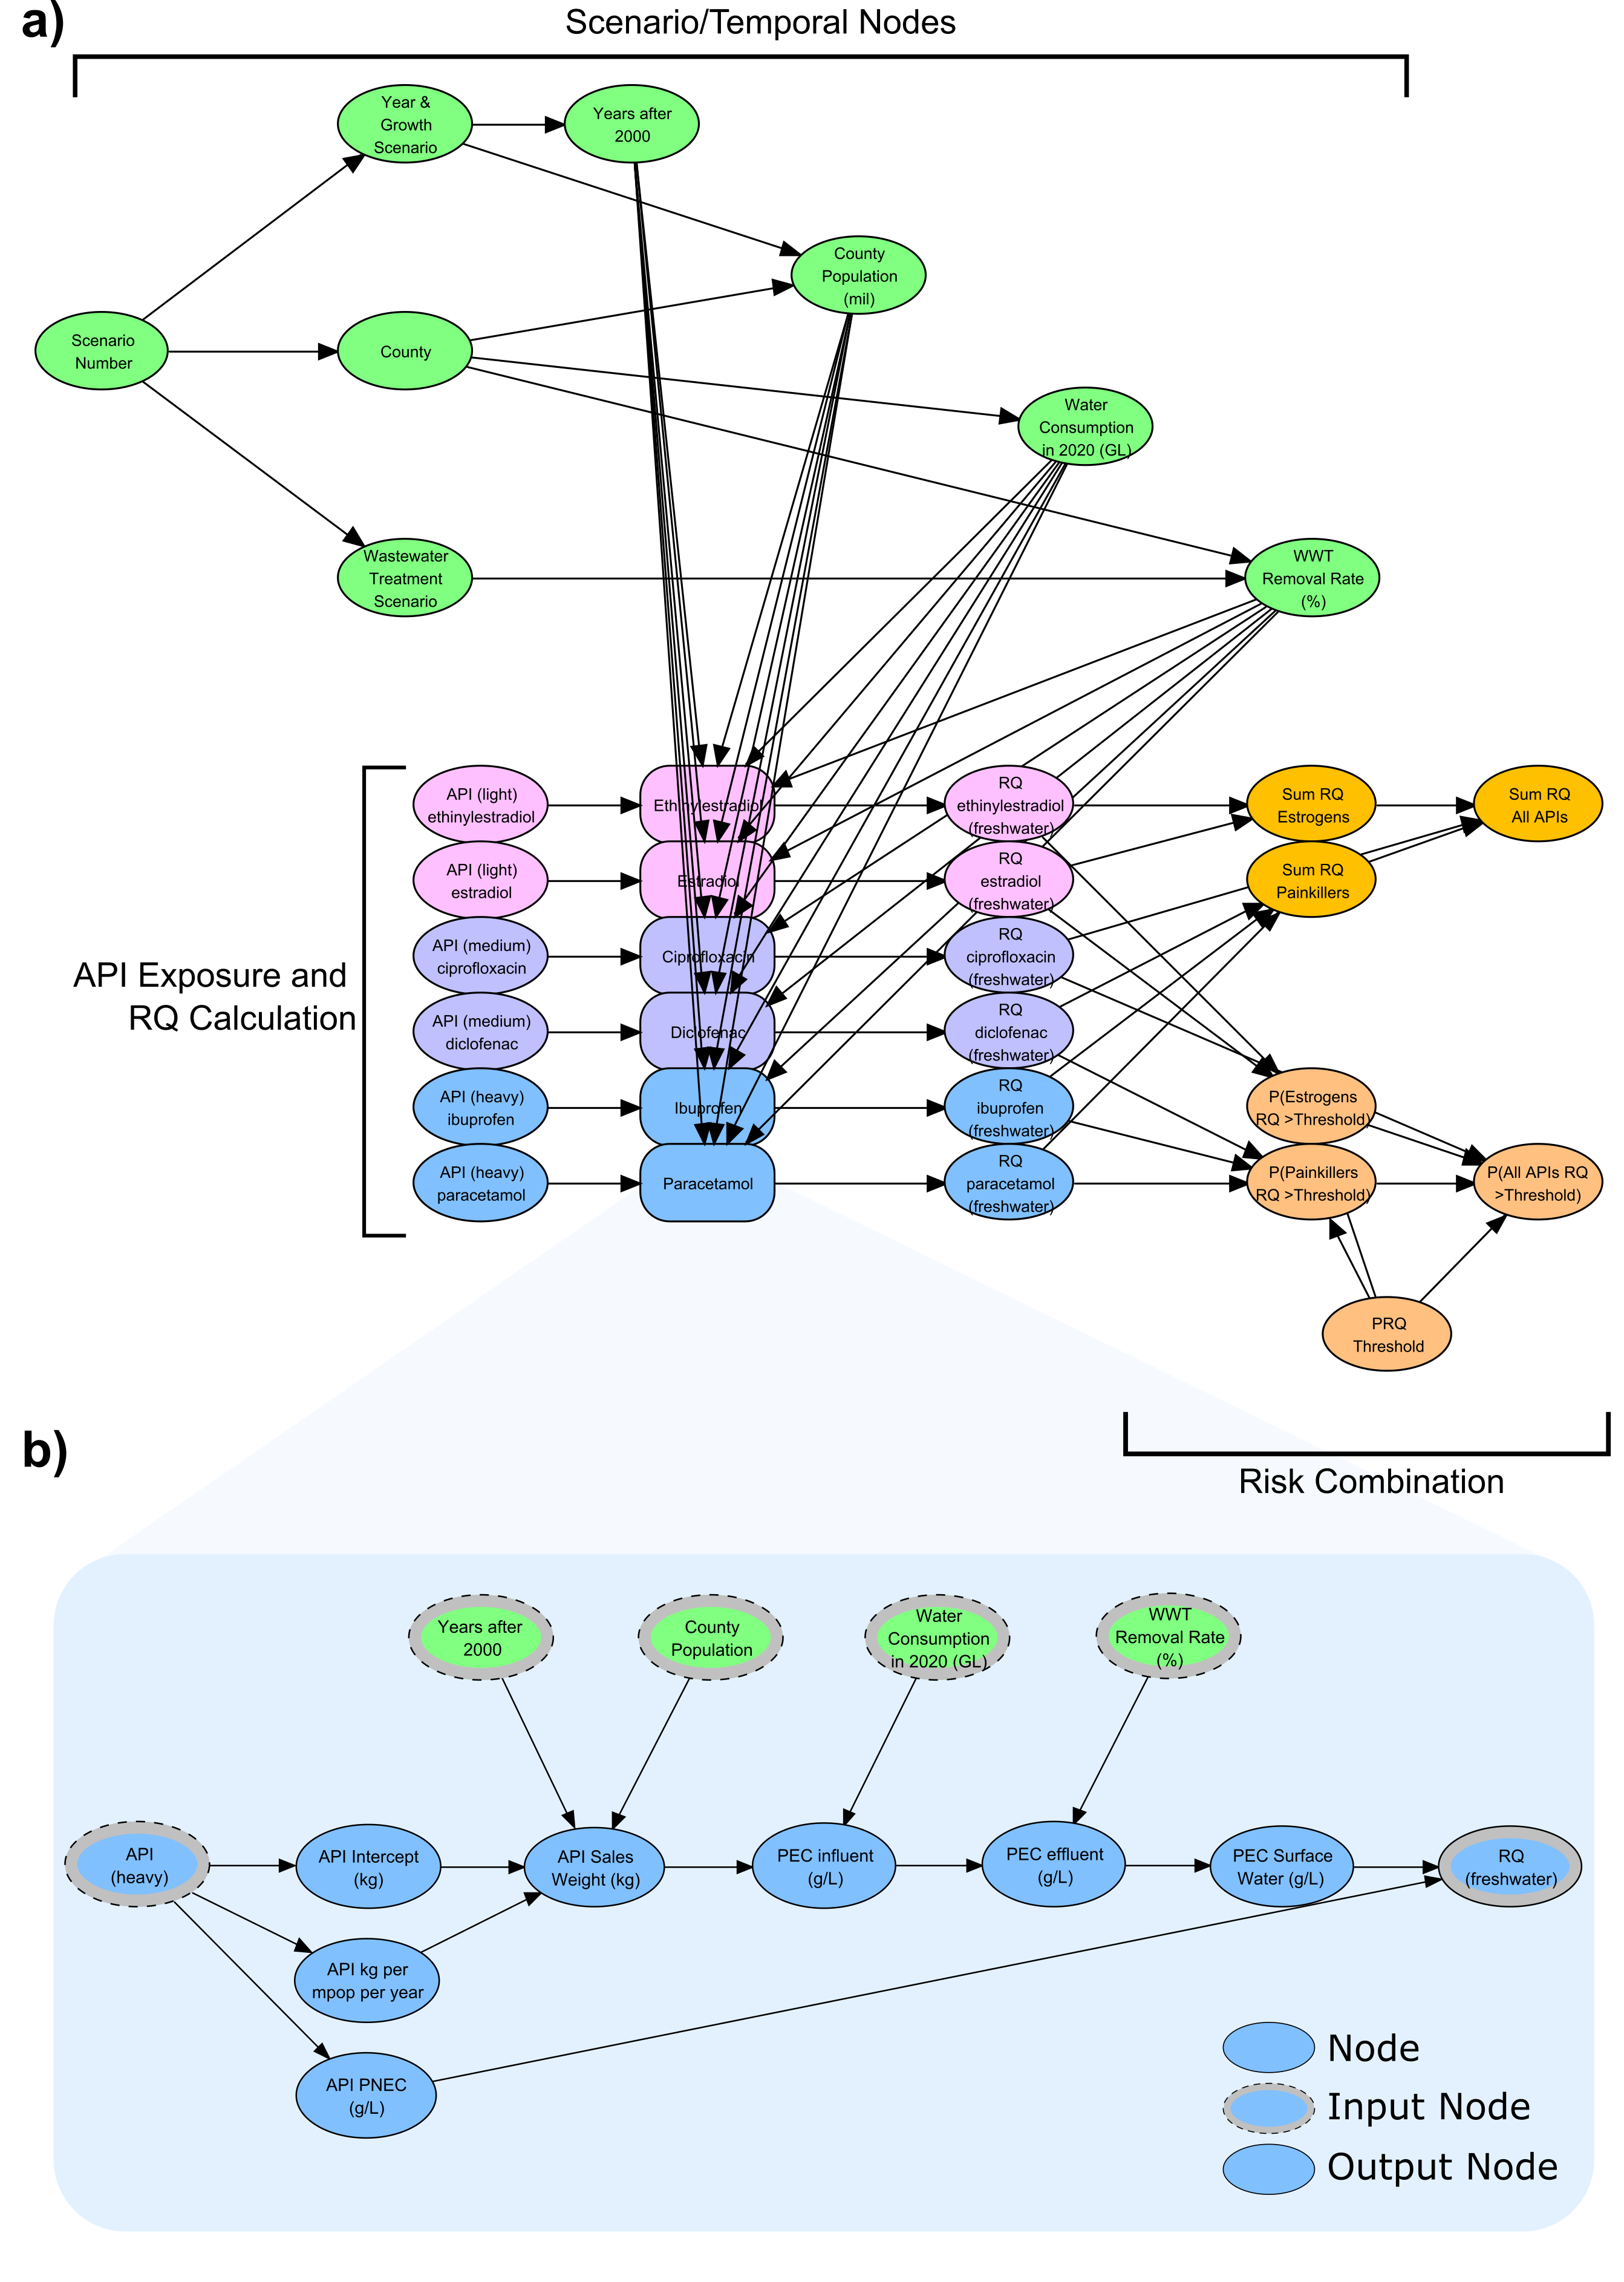 a)
Scenario/Temporal Nodes
Year &
Growth
Scenario
Years after
2000
County
Population
(mil)
Scenario
Number
County
Water
Consumption
in 2020 (GL)
Wastewater
Treatment
Scenario
WWT
Removal Rate
(%)
API Exposure and
RQ Calculation
API (light)
ethinylestradiol
Ethinylestradiol
RQ
ethinylestradiol
(freshwater)
Sum RQ
Estrogens
Sum RQ
All APIs
API (light)
estradiol
Estradiol
RQ
estradiol
(freshwater)
Sum RQ
Painkillers
API (medium)
ciprofloxacin
Ciprofloxacin
RQ
ciprofloxacin
(freshwater)
API (medium)
diclofenac
Diclofenac
RQ
diclofenac
(freshwater)
API (heavy)
ibuprofen
Ibuprofen
RQ
ibuprofen
(freshwater)
P(Estrogens
RQ >Threshold)
API (heavy)
paracetamol
Paracetamol
RQ
paracetamol
(freshwater)
P(Painkillers
RQ >Threshold)
P(All APIs RQ
>Threshold)
PRQ
Threshold
Risk Combination
b)
Years after
2000
County
Population
Water
Consumption
in 2020 (GL)
WWT
Removal Rate
(%)
API
(heavy)
API Intercept
(kg)
API Sales
Weight (kg)
PEC influent
(g/L)
PEC effluent
(g/L)
PEC Surface
Water (g/L)
RQ
(freshwater)
API kg per
mpop per year
API PNEC
(g/L)
Node
Input Node
Output Node